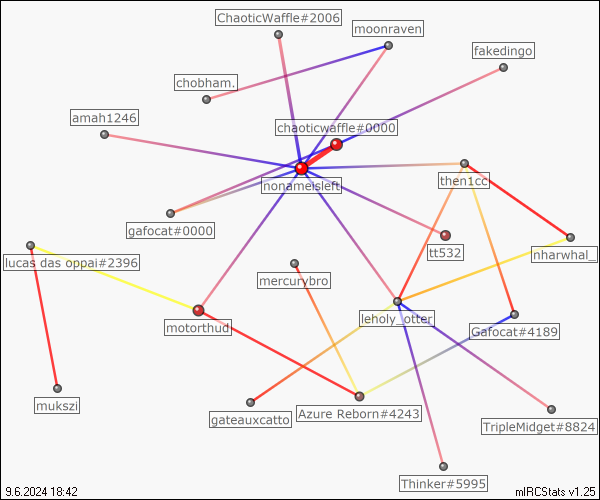 ChaoticWaffle#2006
moonraven
fakedingo
chobham.
amah1246
chaoticwaffle#0000
then1cc
nonameisleft
gafocat#0000
tt532
nharwhal_
lucas das oppai#2396
mercurybro
motorthud
leholy_otter
Gafocat#4189
mukszi
gateauxcatto
Azure Reborn#4243
TripleMidget#8824
Thinker#5995
9.6.2024 18:42
mIRCStats v1.25